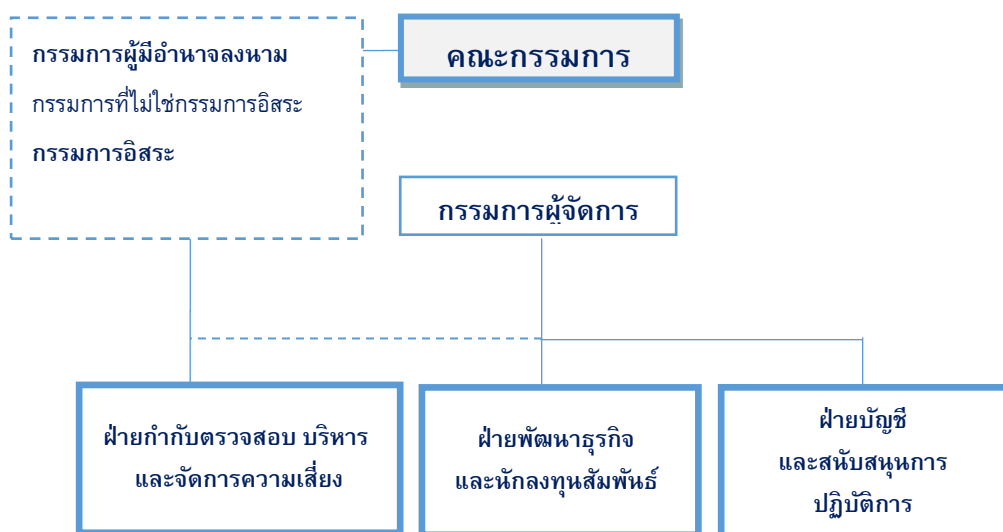 กรรมการผู้มีอำนาจลงนาม
กรรมการที่ไม่ใช่กรรมการอิสระ
กรรมการอิสระ
คณะกรรมการ
กรรมการผู้จัดการ
ฝ่ายกำกับตรวจสอบ บริหาร
และจัดการความเสี่ยง
ฝ่ายพัฒนาธุรกิจ
และนักลงทุนสัมพันธ์
ฝ่ายบัญชี
และสนับสนุนการ
ปฏิบัติการ